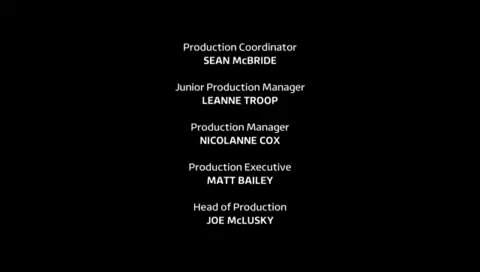 Production Coordinator
SEAN McBRIDE
Junior Production Manager
LEANNE TROOP
Production Manager
NICOLANNE COX
Production Executive
MATT BAILEY
Head of Production
JOE McLUSKY